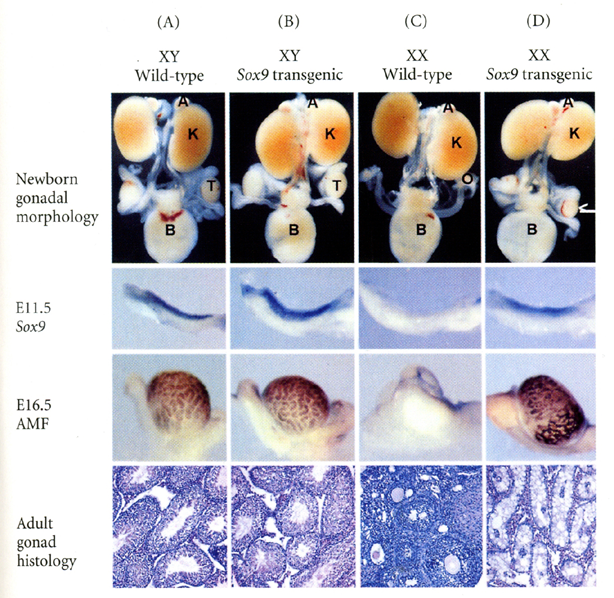 (A) (B) (C) (D)
XY XY XX XX
Wild-type Sox9 transgenic Wild-type Sox9 transgenic
Newborn
gonadal
morphology
A A A A
K K K K
T T O
B B B
E11.5
Sox9
E16.5
AMF
Adult
gonad
histology